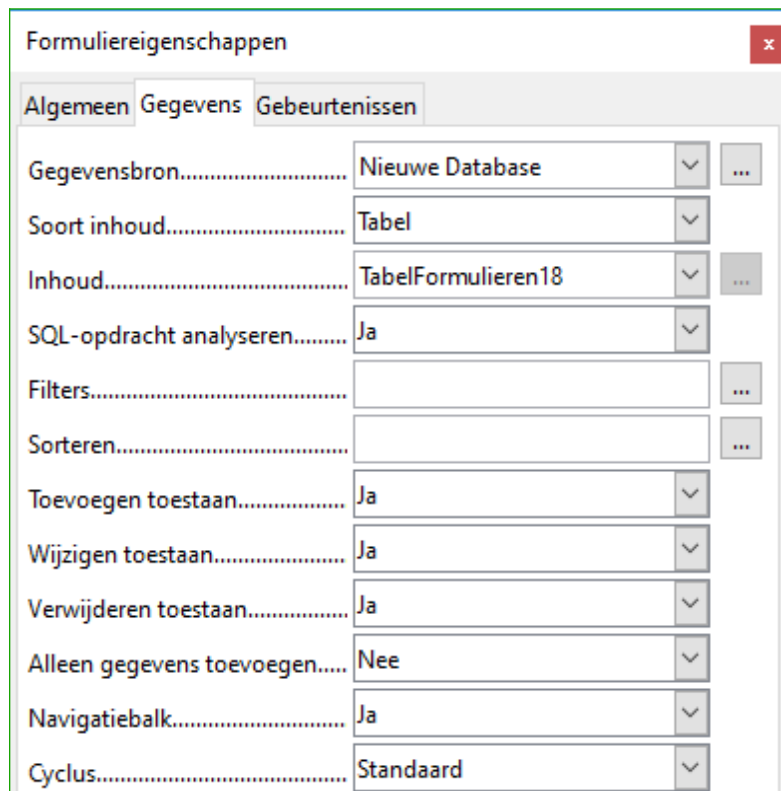 Formuliereigenschappen x
Algemeen Gegevens Gebeurtenissen
Gegevensbron............................ Nieuwe Database ...
Soort inhoud.............................. Tabel
Inhoud......................................... TabelFormulieren18 ...
SQL-opdracht analyseren......... Ja
Filters........................................... ...
Sorteren....................................... ...
Toevoegen toestaan.................. Ja
Wijzigen toestaan...................... Ja
Verwijderen toestaan................. Ja
Alleen gegevens toevoegen..... Nee
Navigatiebalk............................. Ja
Cyclus.......................................... Standaard